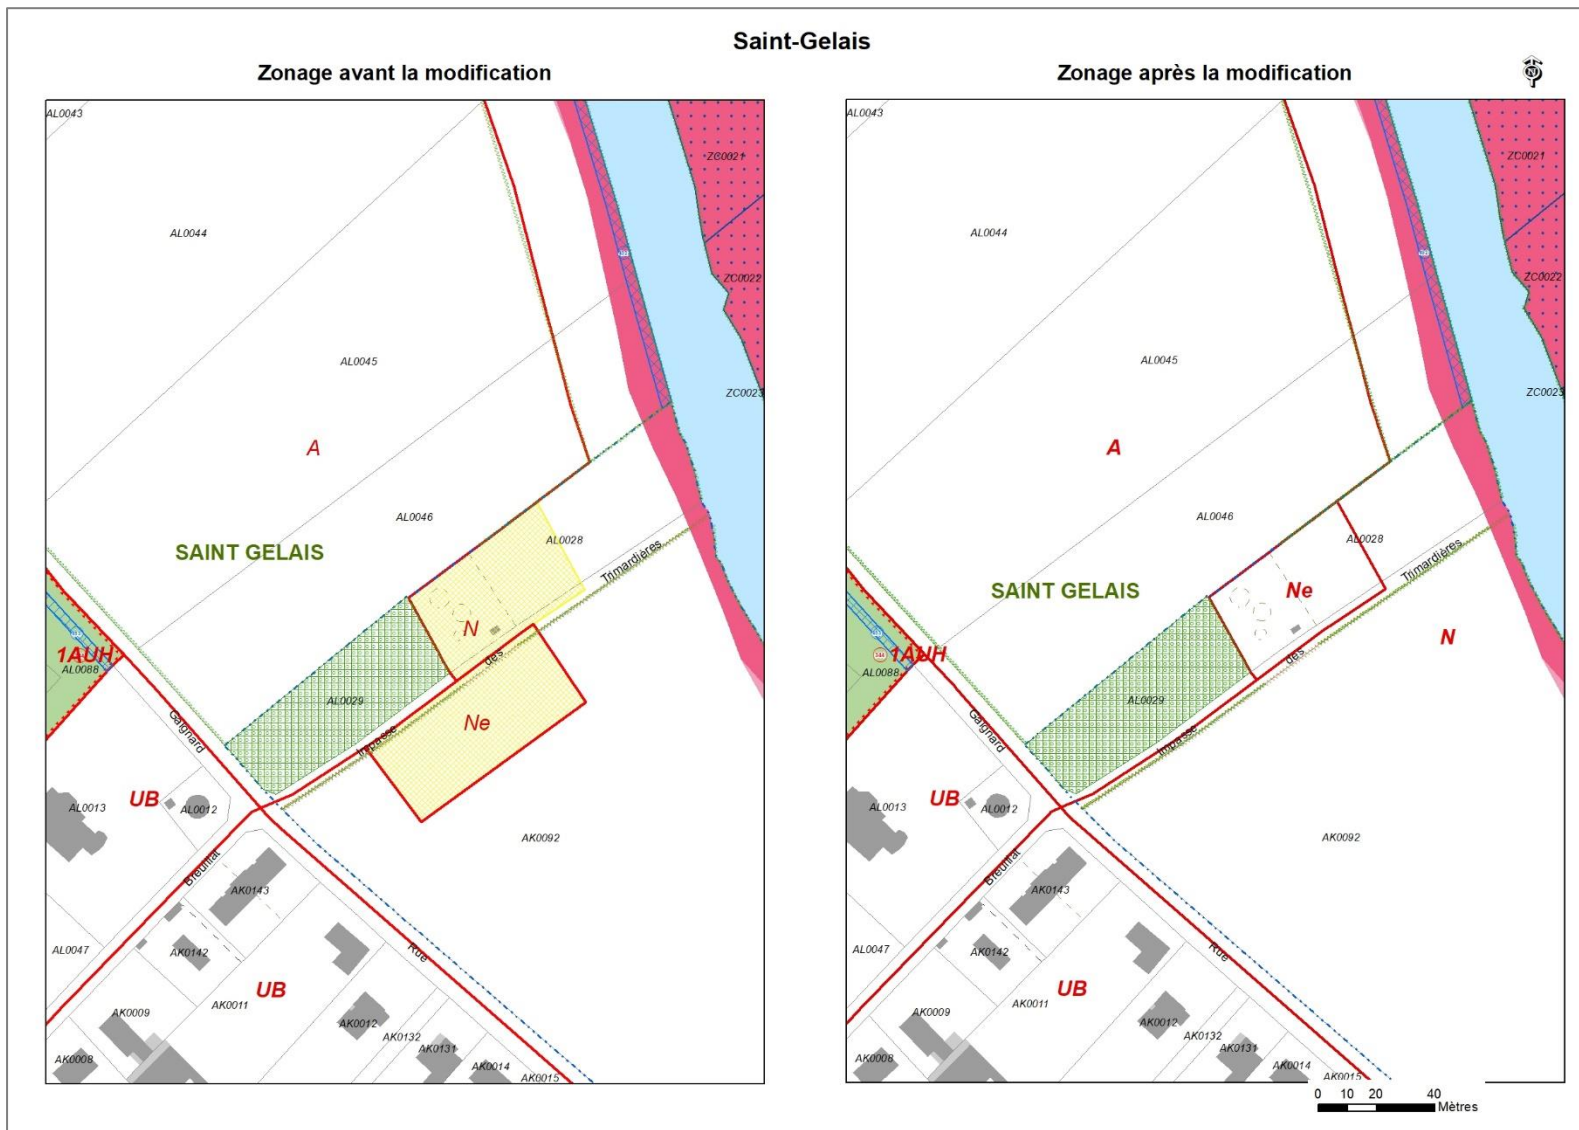 Saint-Gelais
Zonage avant la modification
AL0043
ZC0021
AL0044
ZC0022
AL0045
ZC0023
A
AL0046
AL0028
SAINT GELAIS
Trimardières
N
des
1AUH
AL0088
AL0029
Ne
Gaignard
Impasse
UB
AL0013
AL0012
AK0092
Breuillat
AK0143
AL0047
AK0142
Rue
UB
AK0011
AK0009
AK0012
AK0132
AK0131
AK0008
AK0014
AK0015
Zonage après la modification
N
AL0043
ZC0021
AL0044
ZC0022
AL0045
ZC0023
A
AL0046
AL0028
Trimardières
SAINT GELAIS
Ne
N
des
1AUH
AL0088
AL0029
Gaignard
Impasse
UB
AL0013
AL0012
AK0092
Breuillat
AK0143
AL0047
AK0142
Rue
UB
AK0011
AK0009
AK0012
AK0132
AK0131
AK0008
AK0014
AK0015
0 10 20 40
Mètres